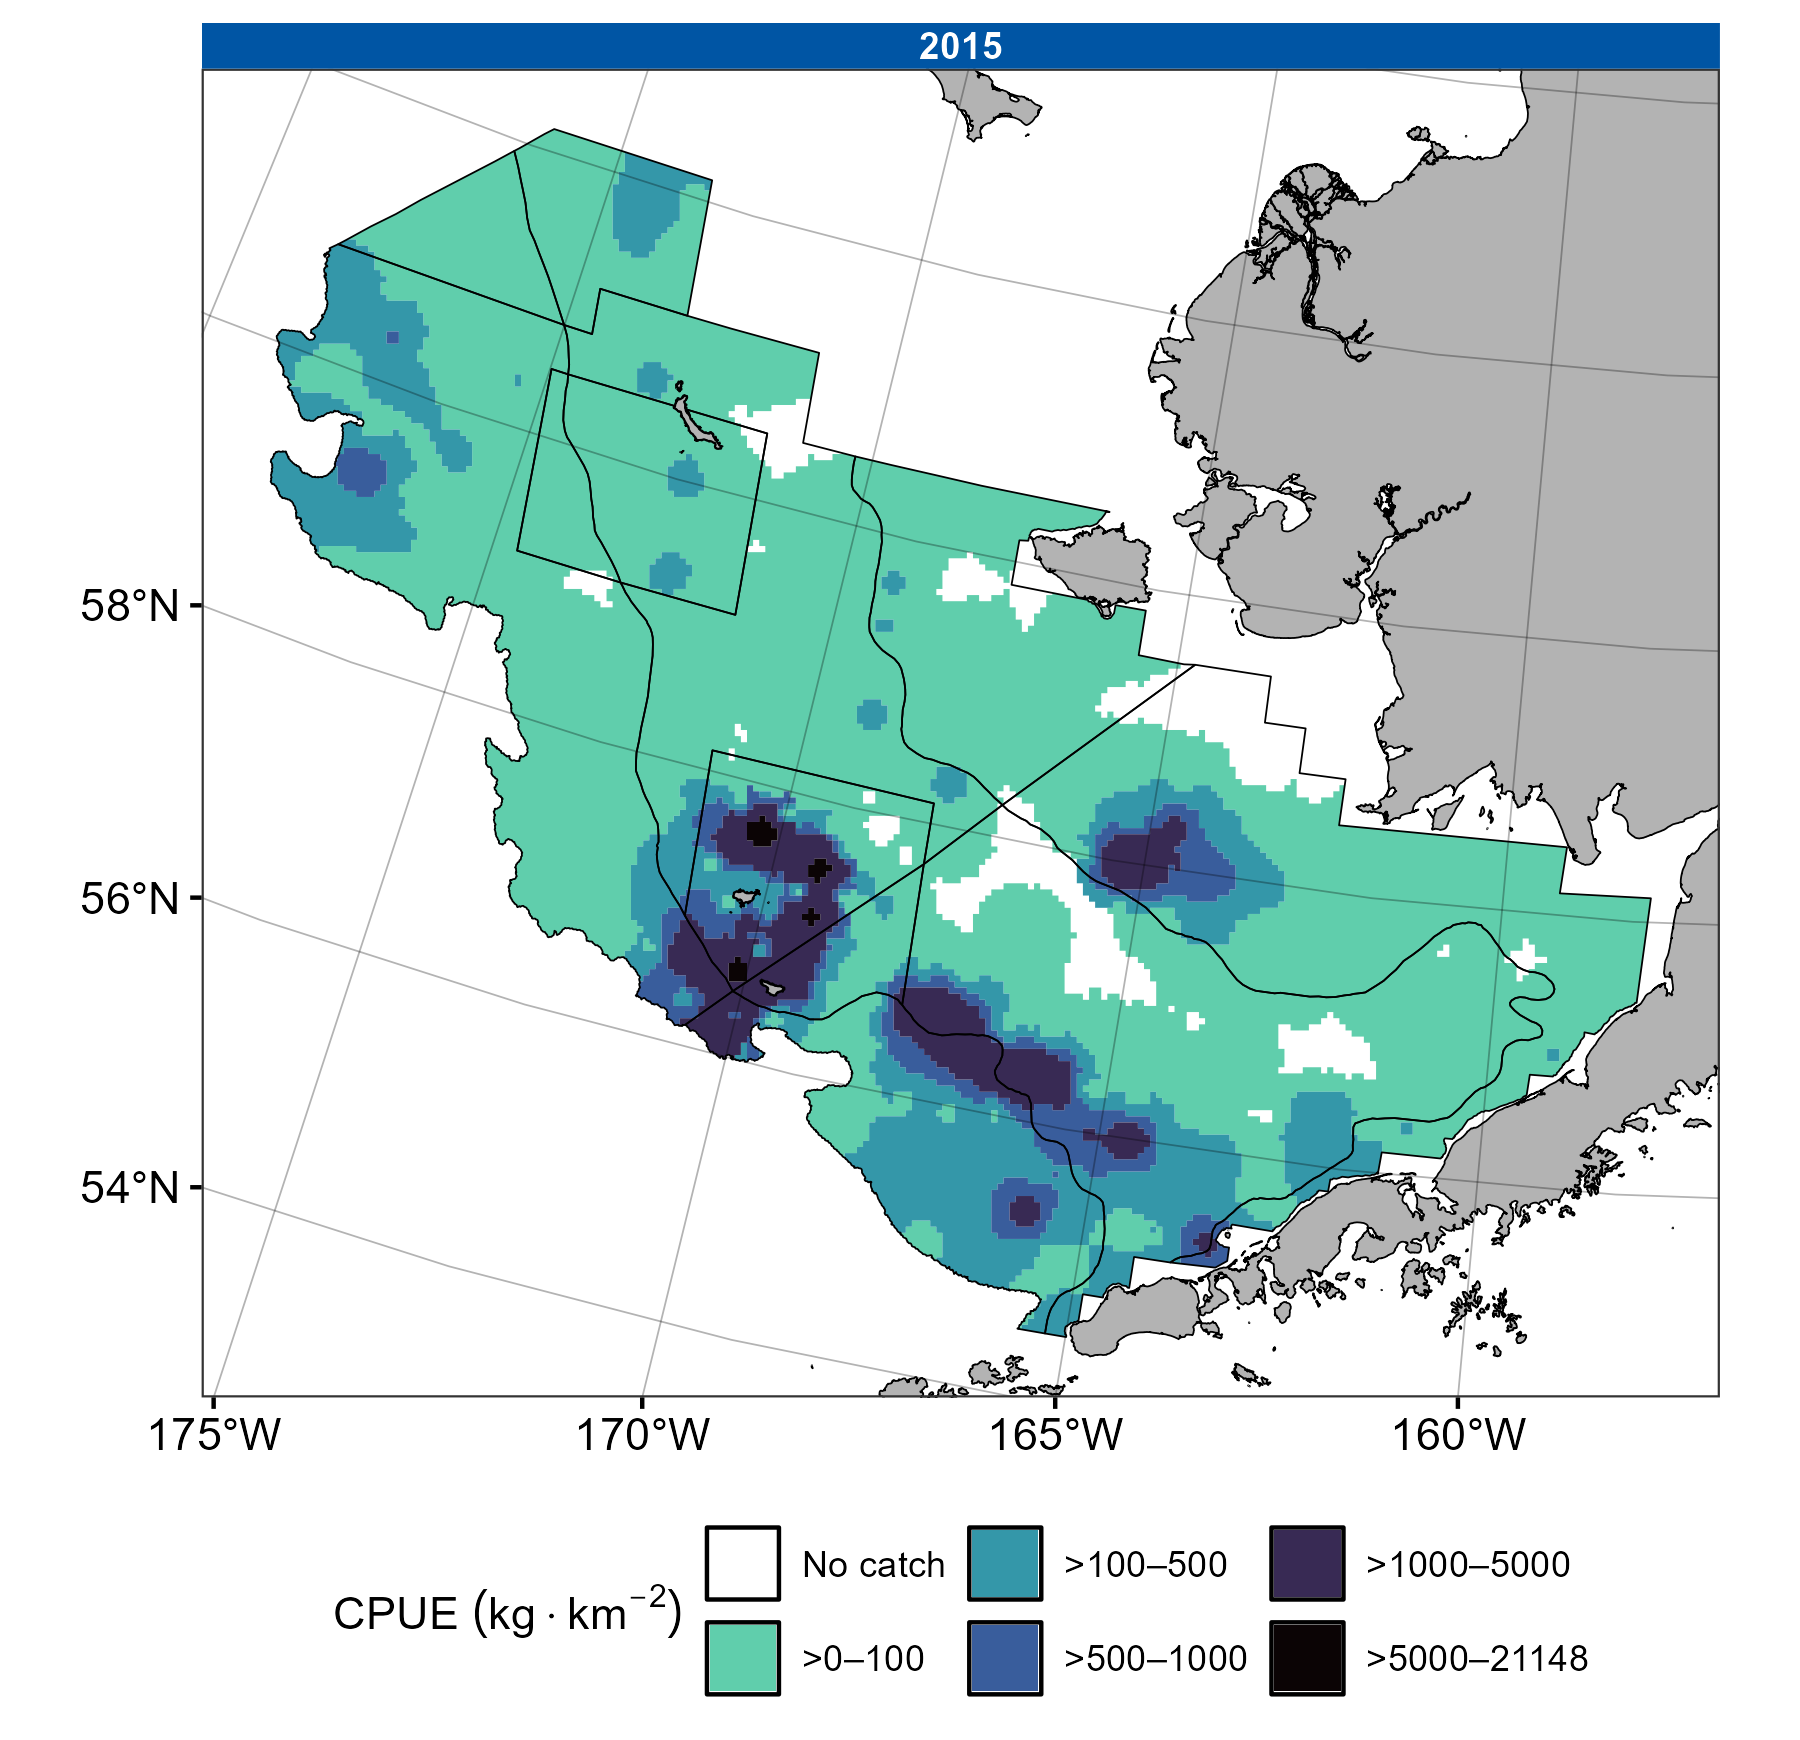 2015
58°N
56°N
54°N
175°W 170°W 165°W 160°W
CPUE (kg · km⁻²)
No catch >100–500 >1000–5000
>0–100 >500–1000 >5000–21148